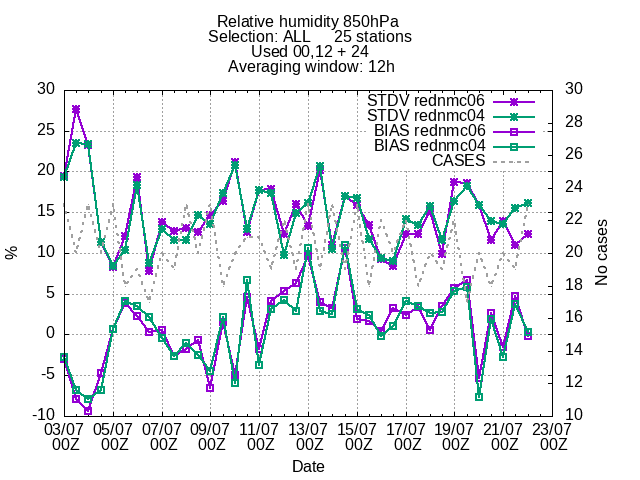 Relative humidity 850hPa
Selection: ALL 25 stations
Used 00,12 + 24
Averaging window: 12h
STDV rednmc06
STDV rednmc04
BIAS rednmc06
BIAS rednmc04
CASES
30
25
20
15
10
5
0
-5
-10
%
30
28
26
24
22
20
18
16
14
12
10
No cases
03/07 05/07 07/07 09/07 11/07 13/07 15/07 17/07 19/07 21/07 23/07
00Z 00Z 00Z 00Z 00Z 00Z 00Z 00Z 00Z 00Z 00Z
Date